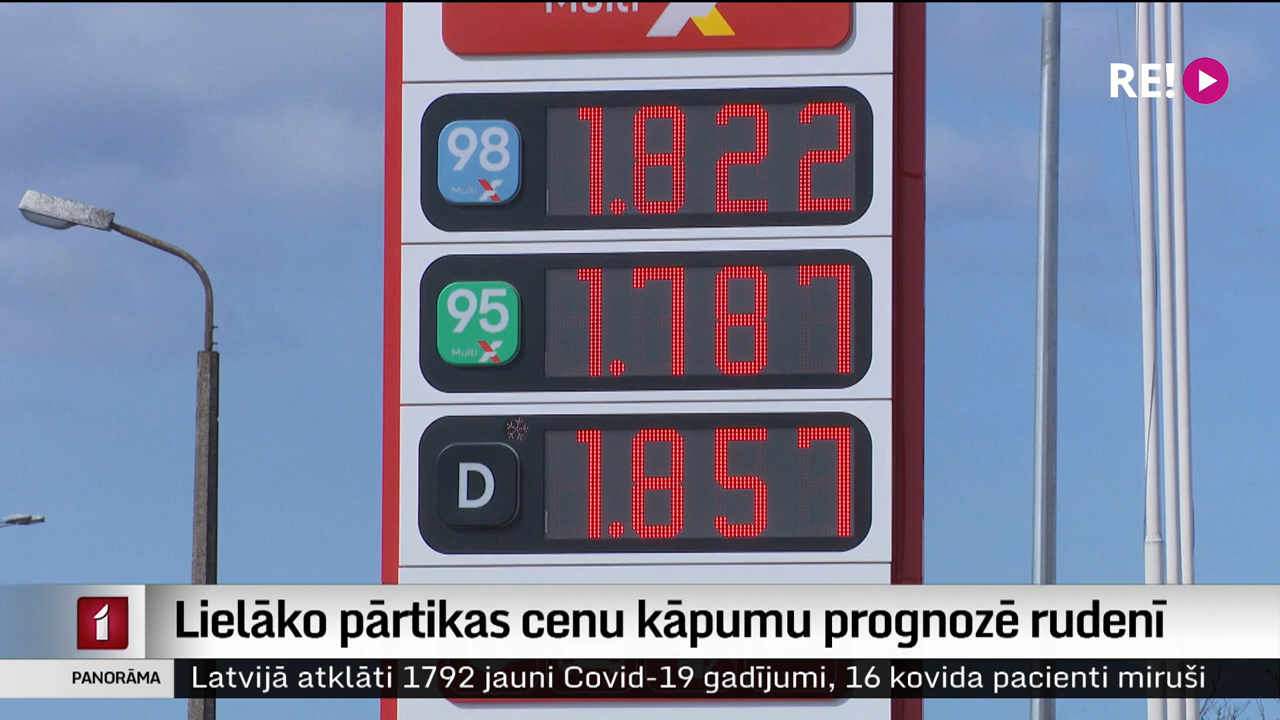 Multi X
RE!
98
Multi X
1.822
95
Multi X
1.787
D
1.857
1
Lielāko pārtikas cenu kāpumu prognozē rudenī
PANORĀMA
Latvijā atklāti 1792 jauni Covid-19 gadījumi, 16 kovida pacienti miruši